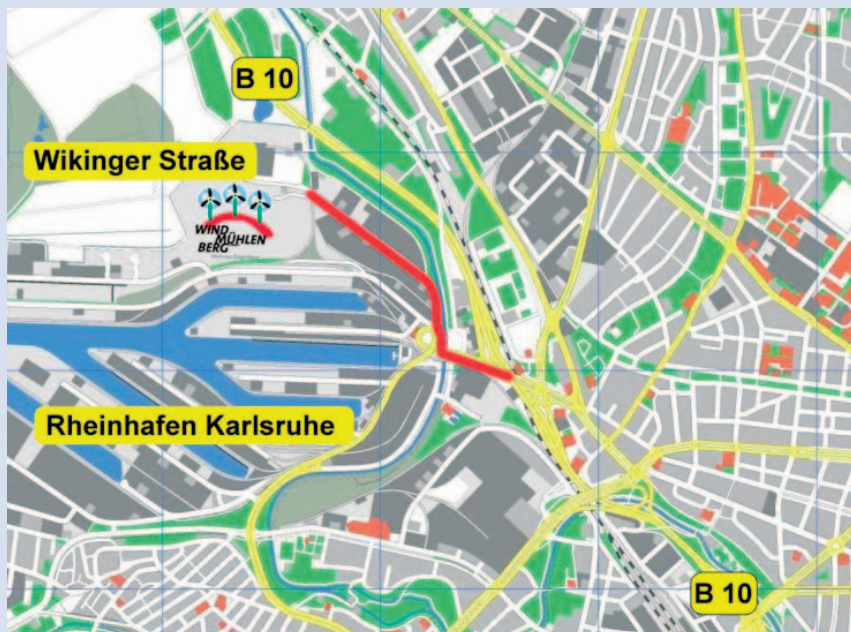 B 10
Wikinger Straße
WIND
MÜHLEN
BERG
Rheinhafen Karlsruhe
B 10